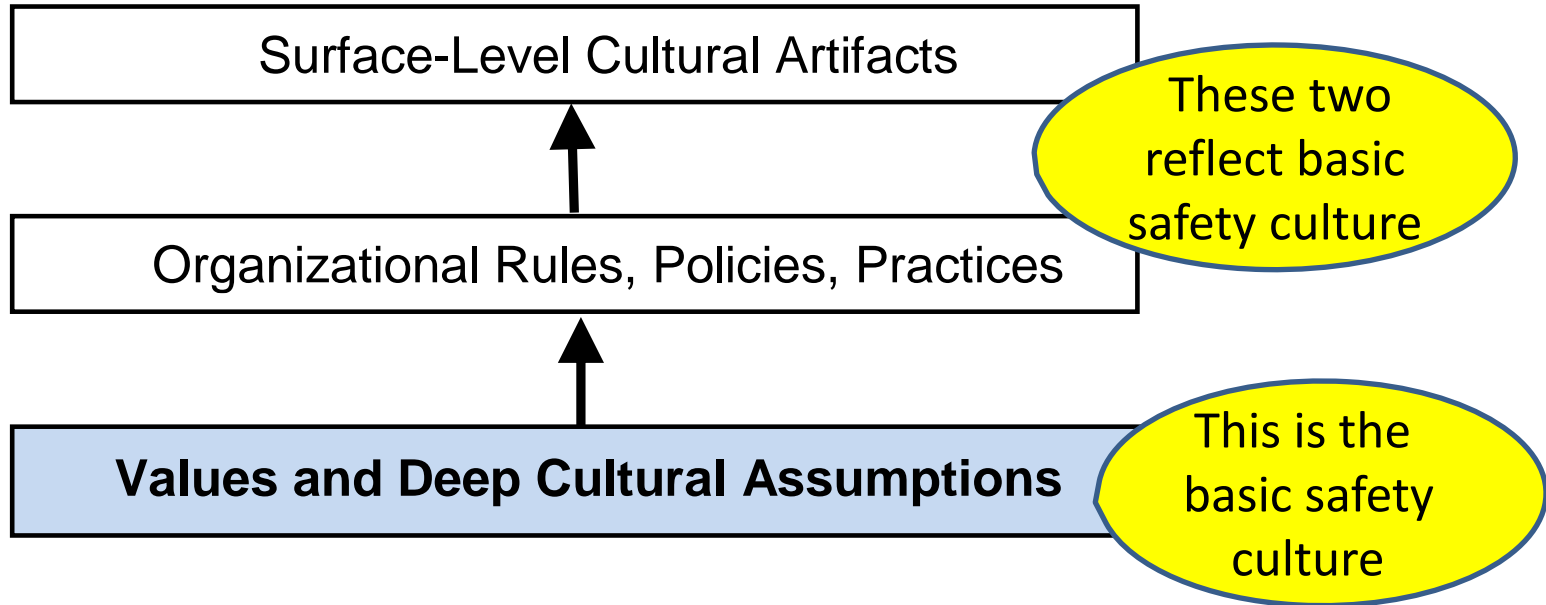 Surface-Level Cultural Artifacts
These two
reflect basic
safety culture
Organizational Rules, Policies, Practices
Values and Deep Cultural Assumptions
This is the
basic safety
culture